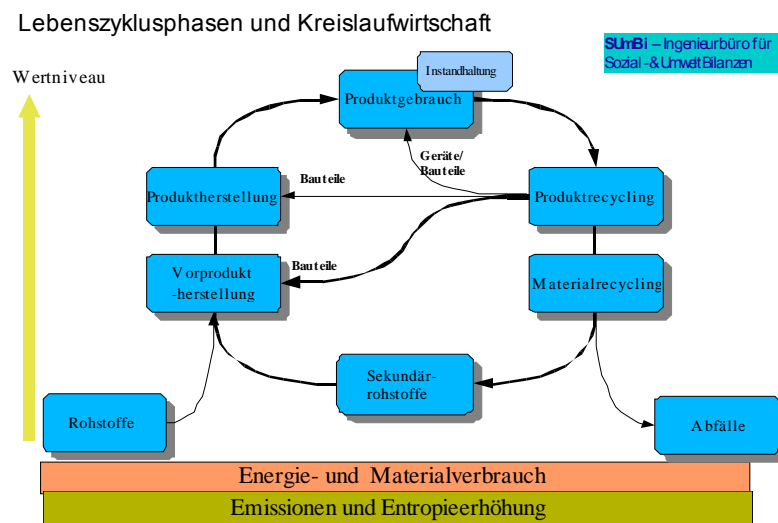 Lebenszyklusphasen und Kreislaufwirtschaft
SUmBi – Ingenieurbüro für
Sozial-& Umwelt Bilanzen
Wertniveau
Instandhaltung
Produktgebrauch
Geräte/
Bauteile
Bauteile
Produktherstellung
Produktrecycling
Bauteile
Vorprodukt
-herstellung
Materialrecycling
Sekundär-
rohstoffe
Rohstoffe
Abfälle
Energie- und Materialverbrauch
Emissionen und Entropieerhöhung